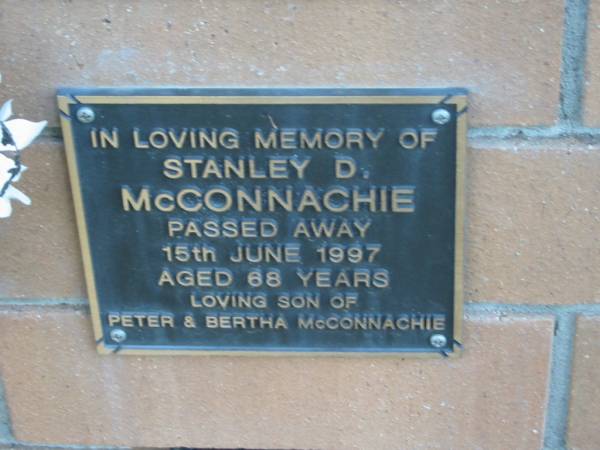 IN LOVING MEMORY OF
STANLEY D.
McCONNACHIE
PASSED AWAY
15th JUNE 1997
AGED 68 YEARS
LOVING SON OF
PETER & BERTHA McCONNACHIE